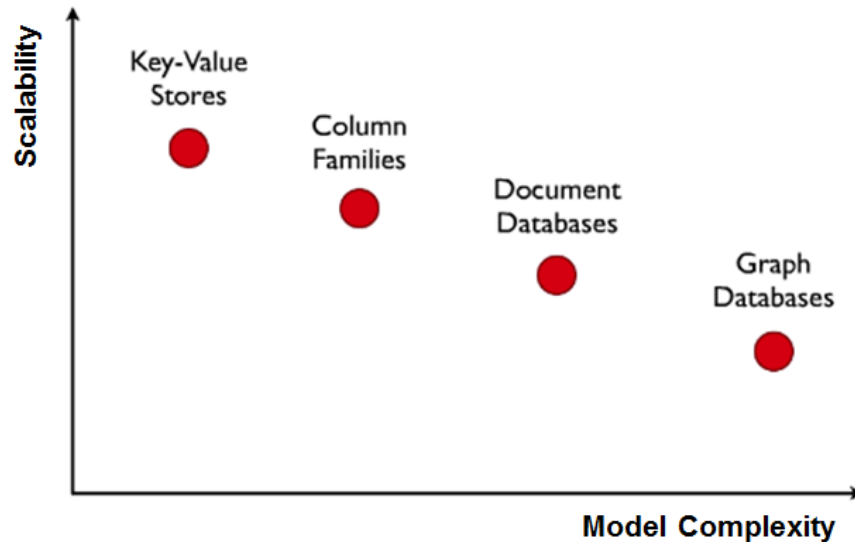 Scalability
Key-Value
Stores
Column
Families
Document
Databases
Graph
Databases
Model Complexity